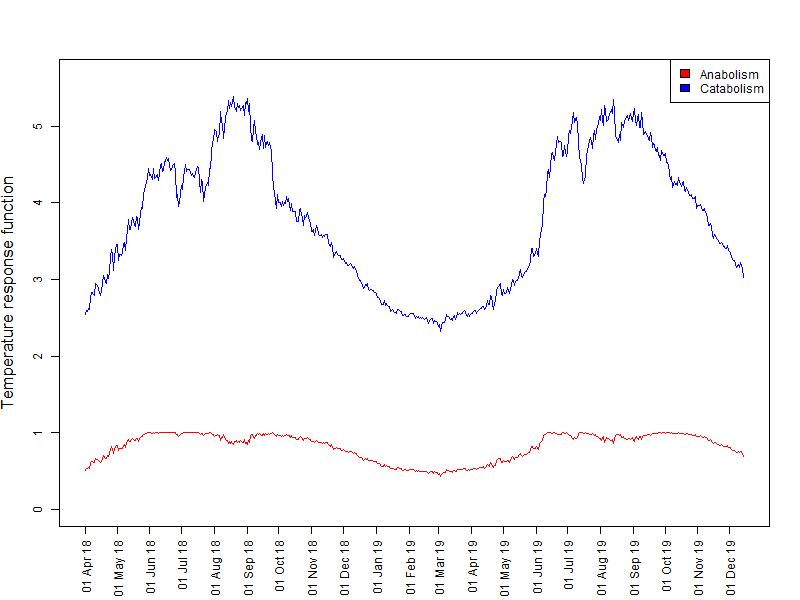 Anabolism
Catabolism
Temperature response function
5
4
3
2
1
0
01 Apr 18
01 May 18
01 Jun 18
01 Jul 18
01 Aug 18
01 Sep 18
01 Oct 18
01 Nov 18
01 Dec 18
01 Jan 19
01 Feb 19
01 Mar 19
01 Apr 19
01 May 19
01 Jun 19
01 Jul 19
01 Aug 19
01 Sep 19
01 Oct 19
01 Nov 19
01 Dec 19